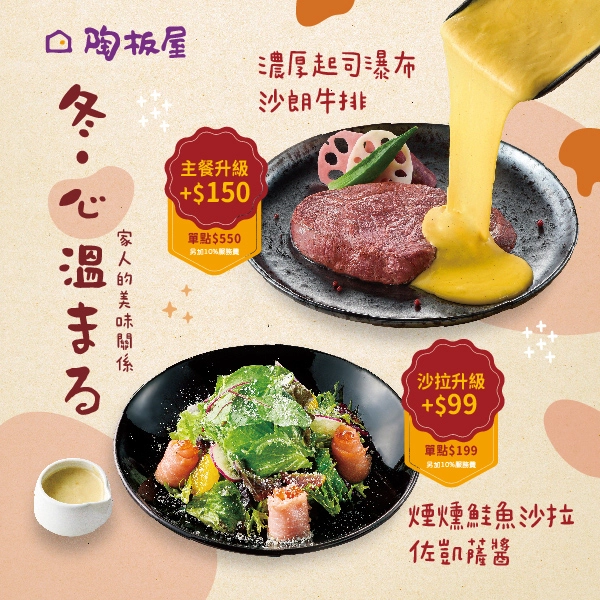 陶板屋
濃厚起司瀑布
沙朗牛排
冬・心温まる
家人的美味關係
主餐升級
+$150
單點$550
另加10%服務費
沙拉升級
+$99
單點$199
另加10%服務費
煙燻鮭魚沙拉
佐凱薩醬